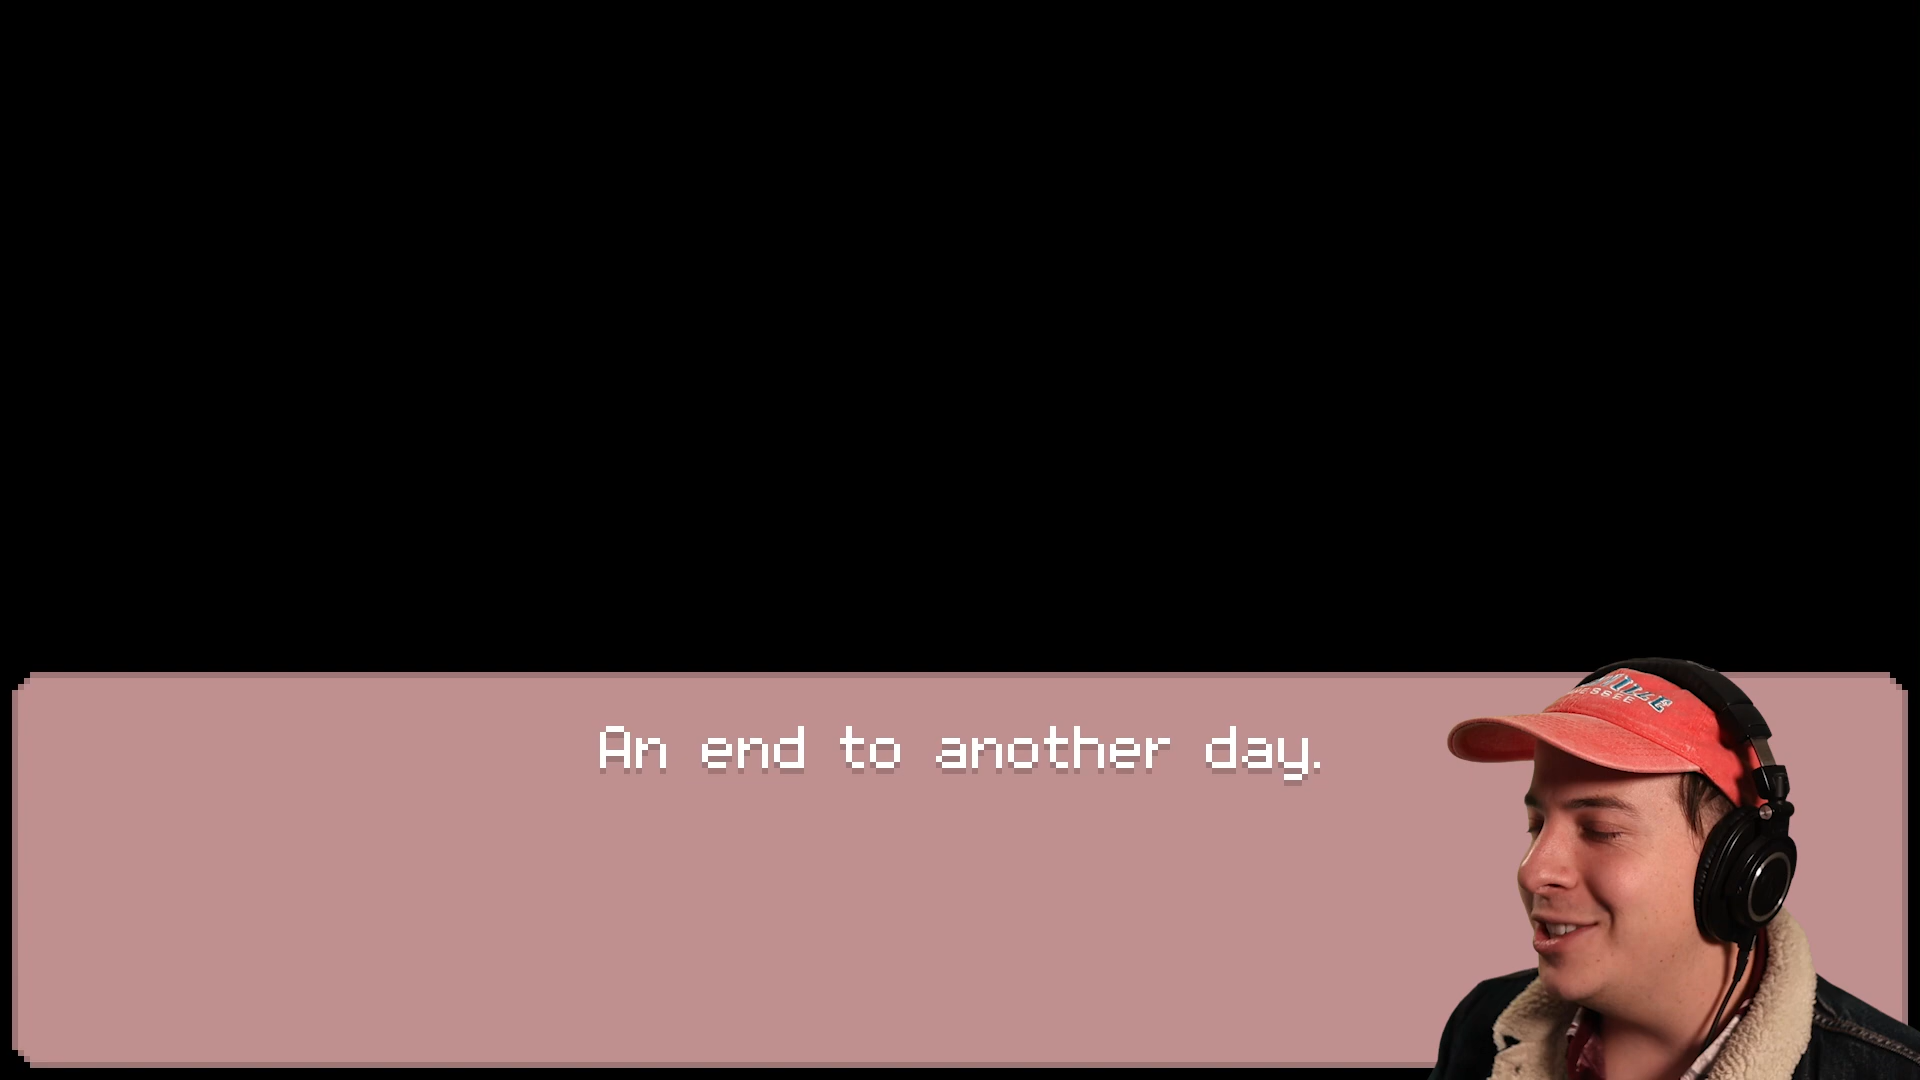 An end to another day.